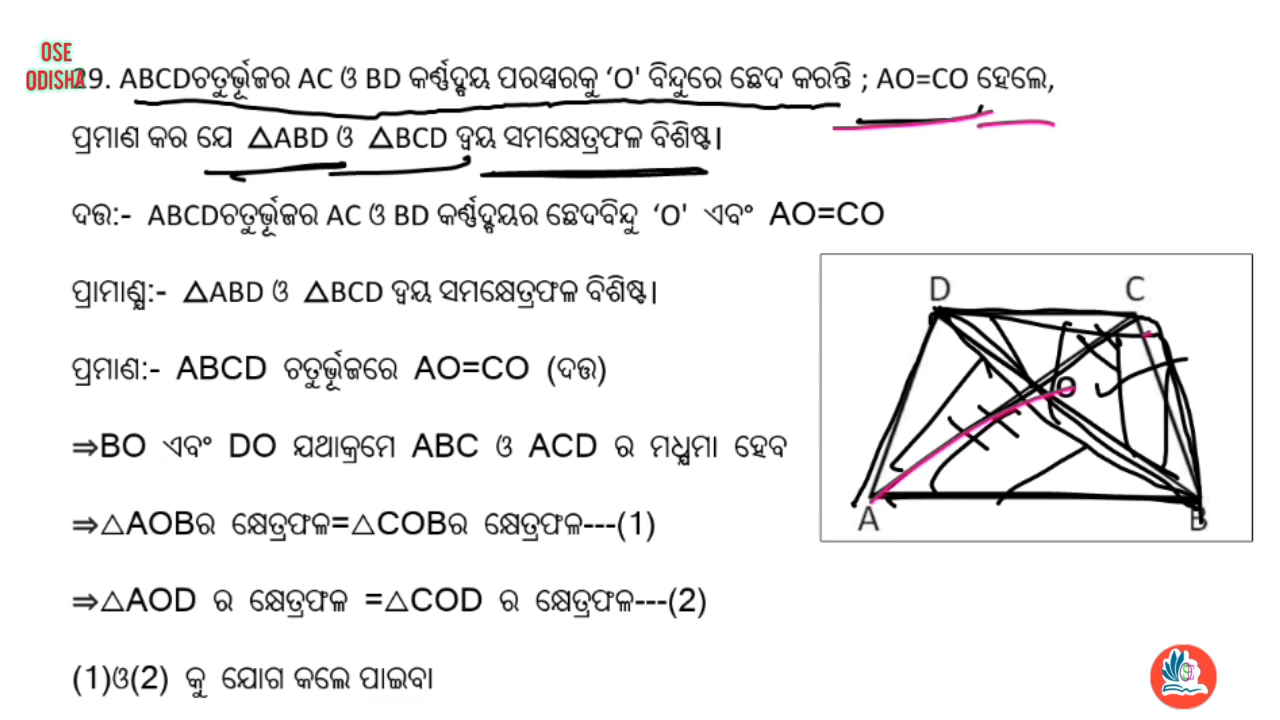 OSE
ODISHA
29. ABCDଚତୁର୍ଭୂଜର AC ଓ BD କର୍ଣ୍ଣଦ୍ବୟ ପରସ୍ପରକୁ ‘O' ବିନ୍ଦୁରେ ଛେଦ କରନ୍ତି ; AO=CO ହେଲେ,
ପ୍ରମାଣ କର ଯେ △ABD ଓ △BCD ଦ୍ୱୟ ସମକ୍ଷେତ୍ରଫଳ ବିଶିଷ୍ଟ।
ଦତ୍ତ:- ABCDଚତୁର୍ଭୂଜର AC ଓ BD କର୍ଣ୍ଣଦ୍ବୟର ଛେଦବିନ୍ଦୁ ‘O' ଏବଂ AO=CO
ପ୍ରାମାଣ୍ଯ:- △ABD ଓ △BCD ଦ୍ୱୟ ସମକ୍ଷେତ୍ରଫଳ ବିଶିଷ୍ଟ।
ପ୍ରମାଣ:- ABCD ଚତୁର୍ଭୂଜରେ AO=CO (ଦତ୍ତ)
⇒BO ଏବଂ DO ଯଥାକ୍ରମେ ABC ଓ ACD ର ମଧ୍ଯମା ହେବ
⇒△AOBର କ୍ଷେତ୍ରଫଳ=△COBର କ୍ଷେତ୍ରଫଳ---(1)
⇒△AOD ର କ୍ଷେତ୍ରଫଳ =△COD ର କ୍ଷେତ୍ରଫଳ---(2)
(1)ଓ(2) କୁ ଯୋଗ କଲେ ପାଇବା
D C
O
A B